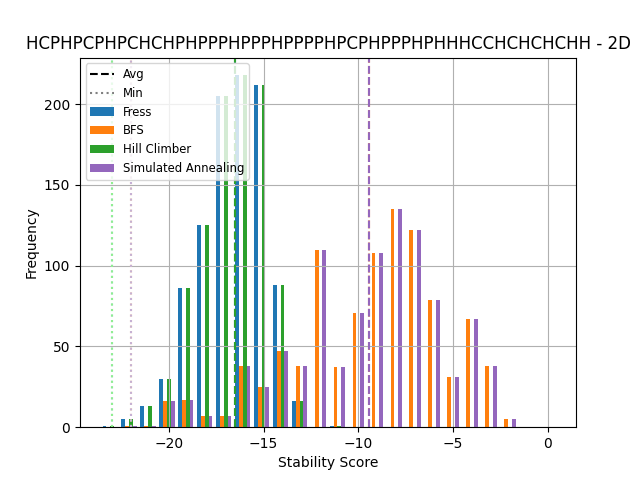 HCPHPCPHPCHCHPHPPPHPPPHPPPPHPCPHPPPHPHHHCCHCHCHCHH - 2D
Avg
Min
Fress
BFS
Hill Climber
Simulated Annealing
Frequency
200
150
100
50
0
−20
−15
−10
−5
0
Stability Score